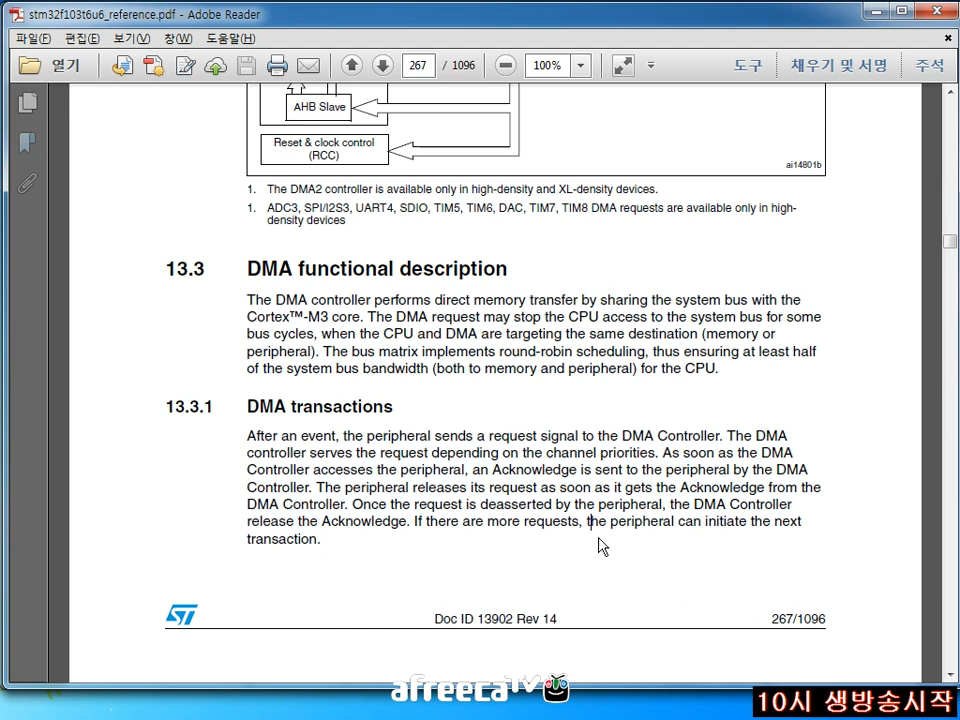 stm32f103t6u6_reference.pdf - Adobe Reader
파일(F) 편집(E) 보기(V) 창(W) 도움말(H)
열기 267 / 1096 100% 도구 채우기 및 서명 주석
AHB Slave
Reset & clock control
(RCC)
ai14801b
1. The DMA2 controller is available only in high-density and XL-density devices.
1. ADC3, SPI/I2S3, UART4, SDIO, TIM5, TIM6, DAC, TIM7, TIM8 DMA requests are available only in high-
density devices
13.3 DMA functional description
The DMA controller performs direct memory transfer by sharing the system bus with the
Cortex™-M3 core. The DMA request may stop the CPU access to the system bus for some
bus cycles, when the CPU and DMA are targeting the same destination (memory or
peripheral). The bus matrix implements round-robin scheduling, thus ensuring at least half
of the system bus bandwidth (both to memory and peripheral) for the CPU.
13.3.1 DMA transactions
After an event, the peripheral sends a request signal to the DMA Controller. The DMA
controller serves the request depending on the channel priorities. As soon as the DMA
Controller accesses the peripheral, an Acknowledge is sent to the peripheral by the DMA
Controller. The peripheral releases its request as soon as it gets the Acknowledge from the
DMA Controller. Once the request is deasserted by the peripheral, the DMA Controller
release the Acknowledge. If there are more requests, the peripheral can initiate the next
transaction.
ST Doc ID 13902 Rev 14 267/1096
afreecaTV
10시 생방송시작